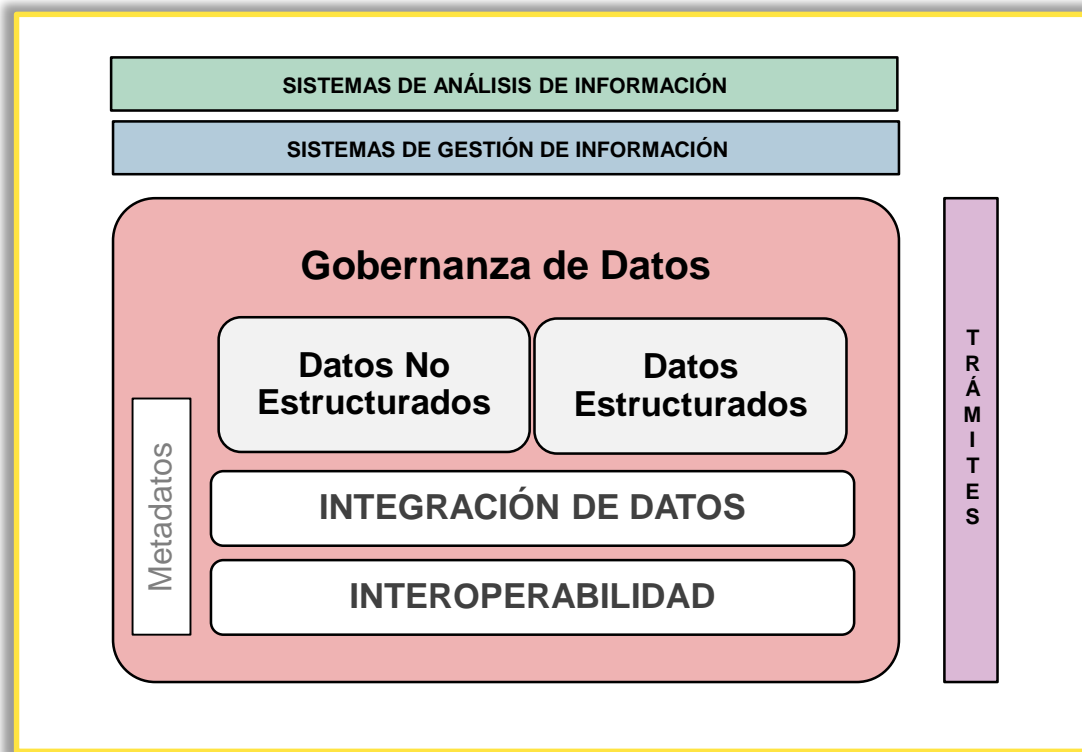 SISTEMAS DE ANÁLISIS DE INFORMACIÓN
SISTEMAS DE GESTIÓN DE INFORMACIÓN
Gobernanza de Datos
Datos No
Estructurados
Datos
Estructurados
Metadatos
INTEGRACIÓN DE DATOS
INTEROPERABILIDAD
TRÁMITES